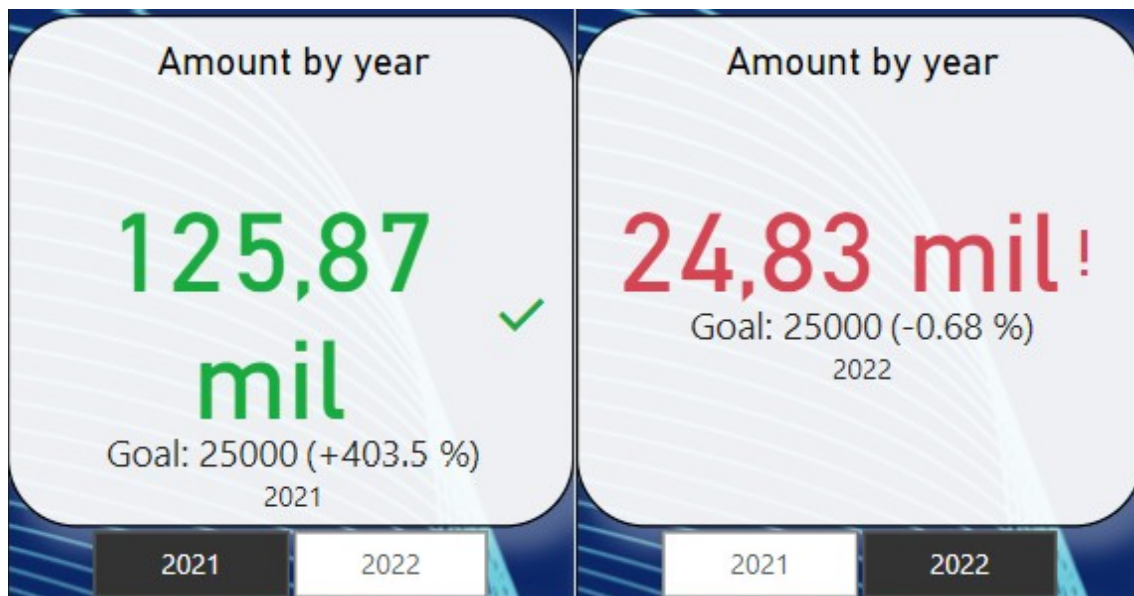 Amount by year
125,87
mil
✓
Goal: 25000 (+403.5 %)
2021
2021
2022
Amount by year
24,83 mil!
Goal: 25000 (-0.68 %)
2022
2021
2022